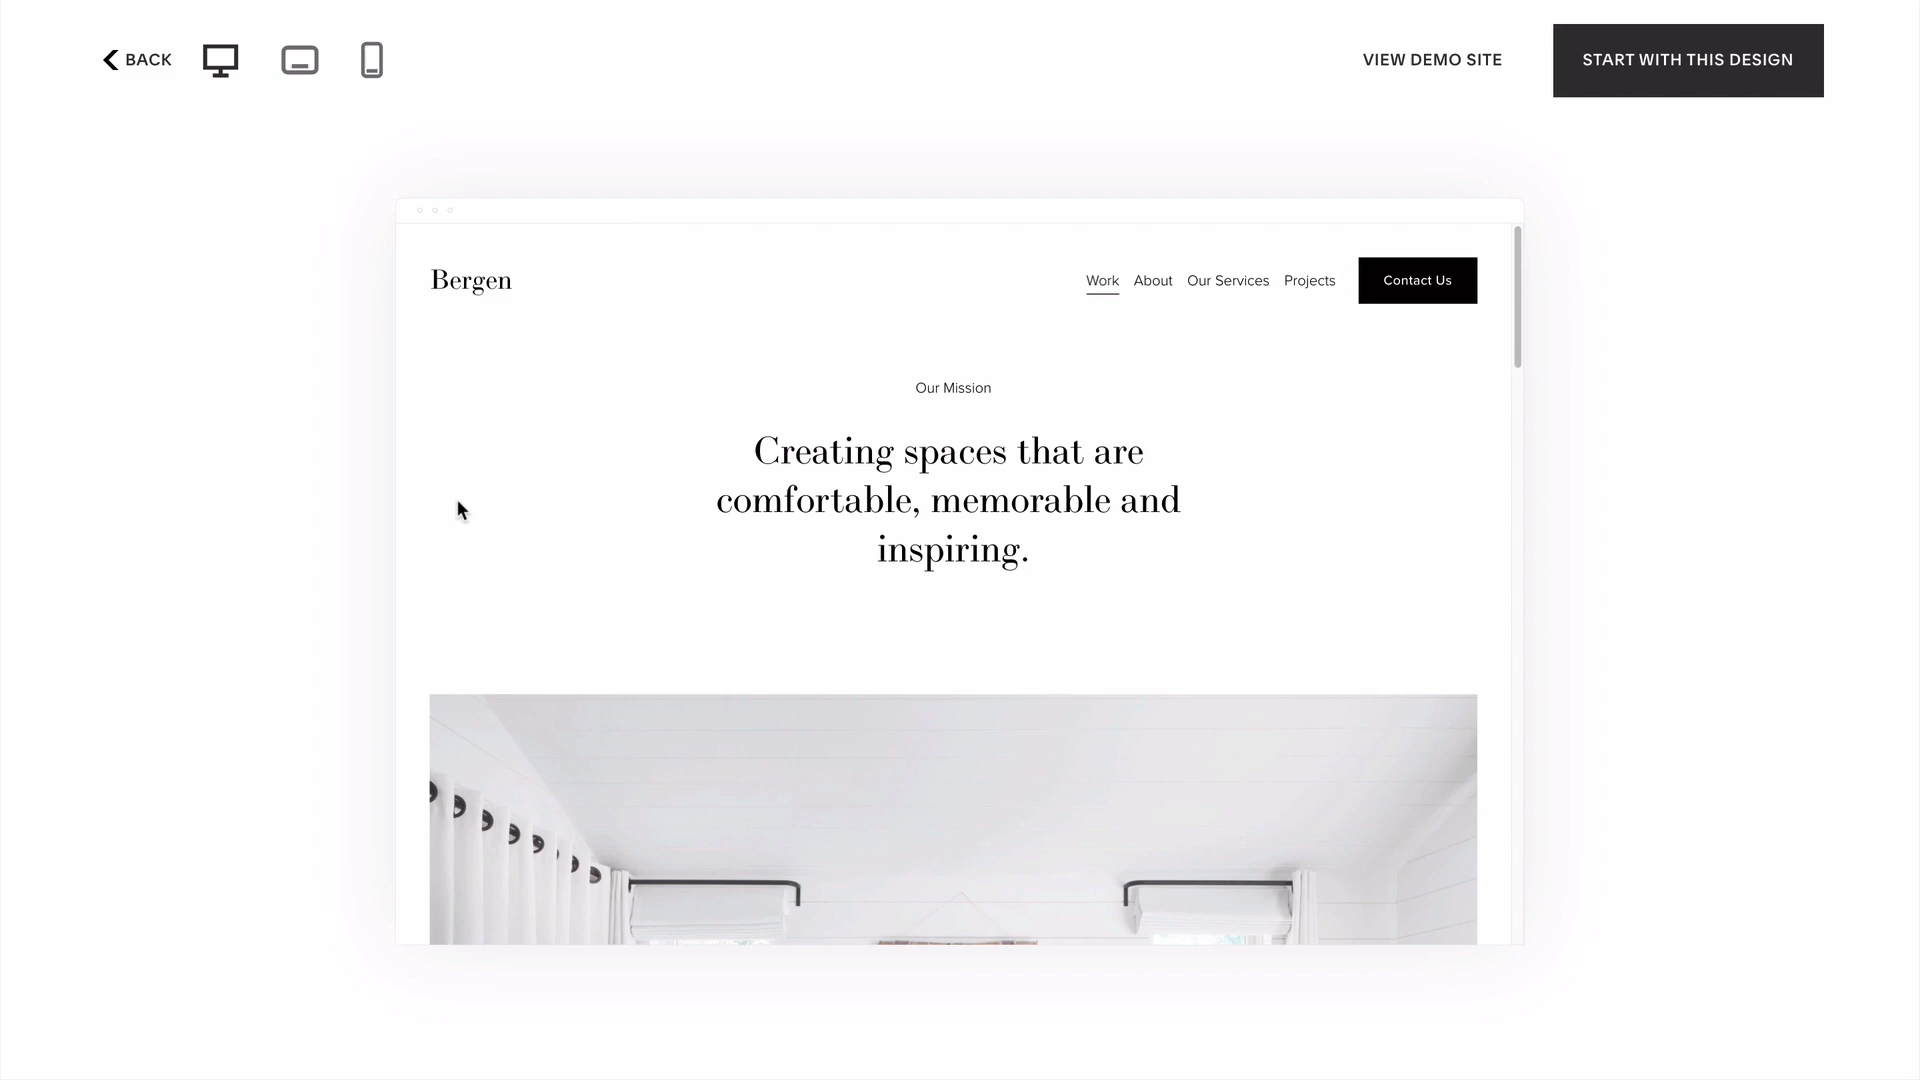 BACK
VIEW DEMO SITE
START WITH THIS DESIGN
Bergen
Work About Our Services Projects Contact Us
Our Mission
Creating spaces that are
comfortable, memorable and
inspiring.